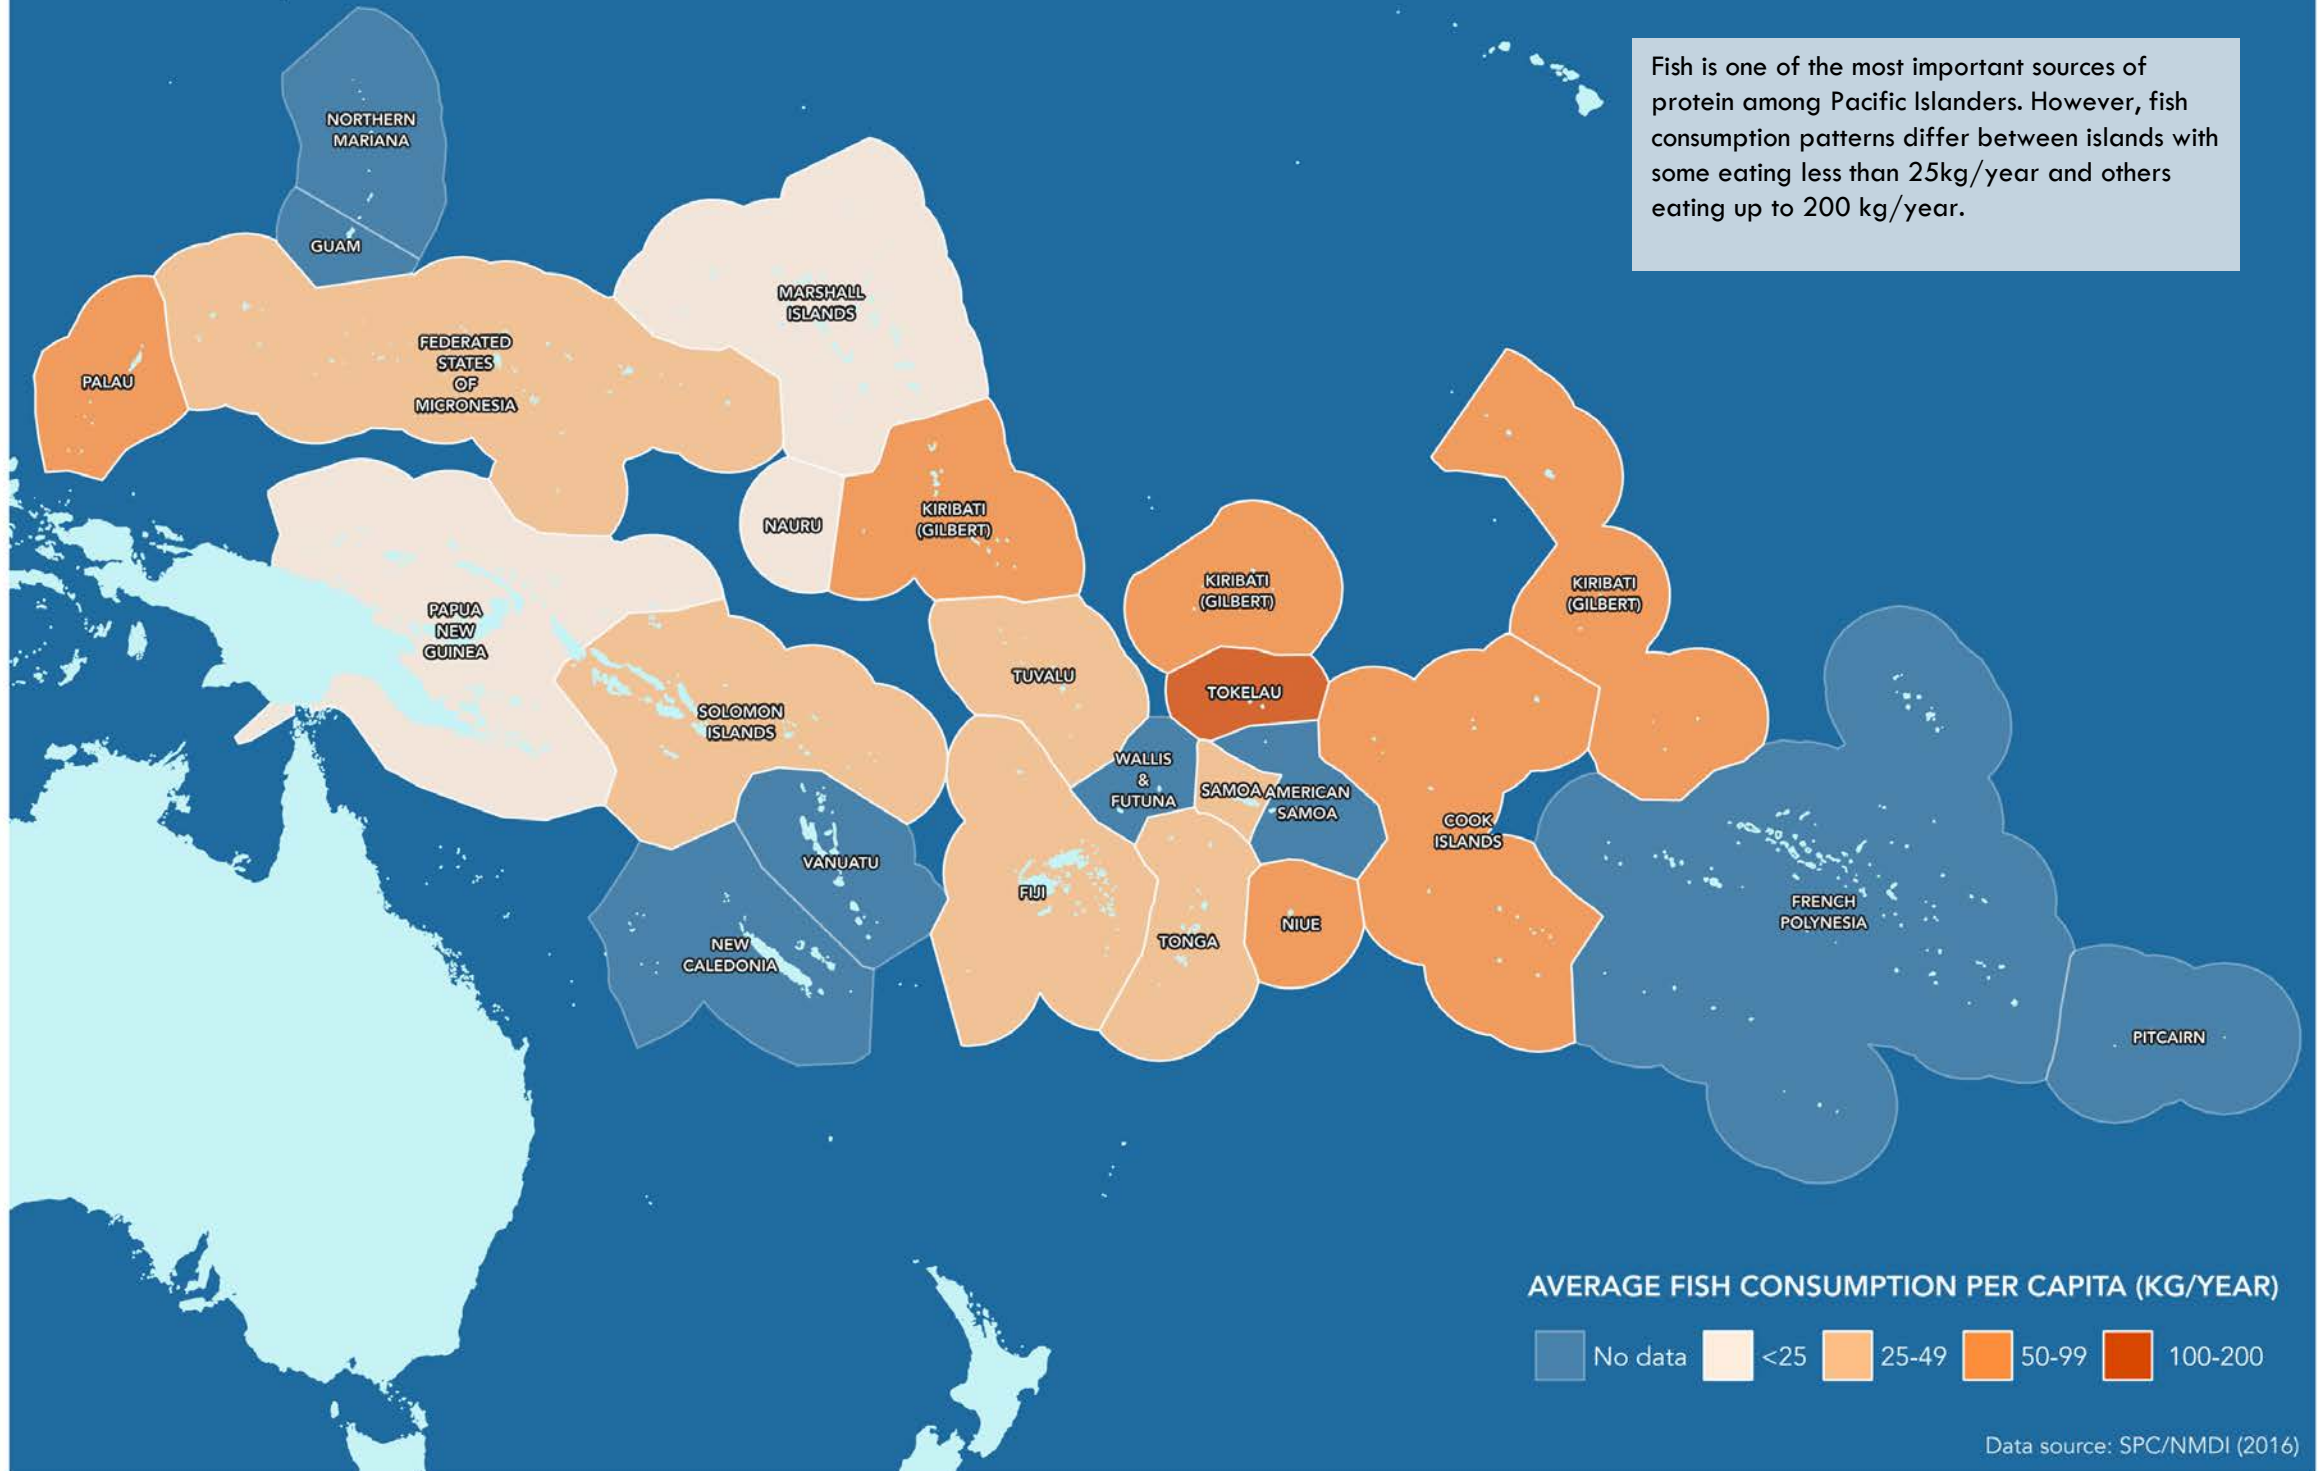 Fish is one of the most important sources of
protein among Pacific Islanders. However, fish
consumption patterns differ between islands with
some eating less than 25kg/year and others
eating up to 200 kg/year.
NORTHERN
MARIANA
GUAM
MARSHALL
ISLANDS
FEDERATED
STATES
OF
MICRONESIA
PALAU
NAURU
KIRIBATI
(GILBERT)
KIRIBATI
(GILBERT)
KIRIBATI
(GILBERT)
PAPUA
NEW
GUINEA
TUVALU
TOKELAU
SOLOMON
ISLANDS
WALLIS
&
FUTUNA
SAMOA
AMERICAN
SAMOA
COOK
ISLANDS
VANUATU
FIJI
NIUE
TONGA
NEW
CALEDONIA
FRENCH
POLYNESIA
PITCAIRN
AVERAGE FISH CONSUMPTION PER CAPITA (KG/YEAR)
No data <25 25-49 50-99 100-200
Data source: SPC/NMDI (2016)